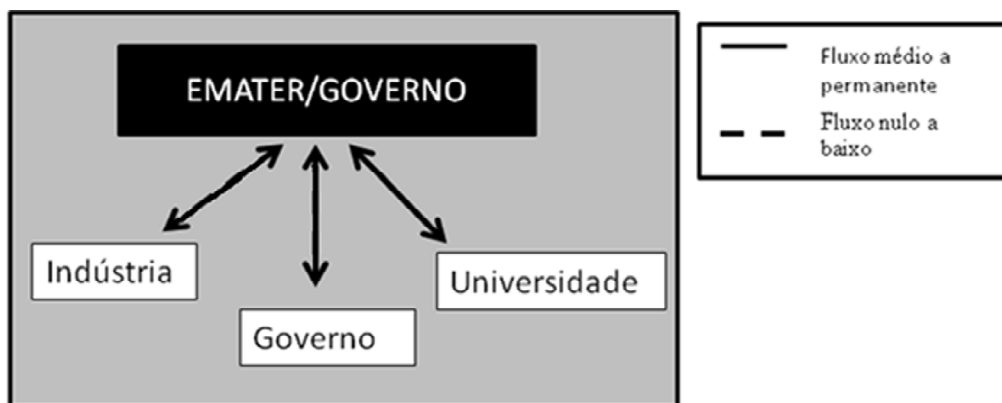 EMATER/GOVERNO
Indústria
Universidade
Governo
Fluxo médio a
permanente
Fluxo nulo a
baixo